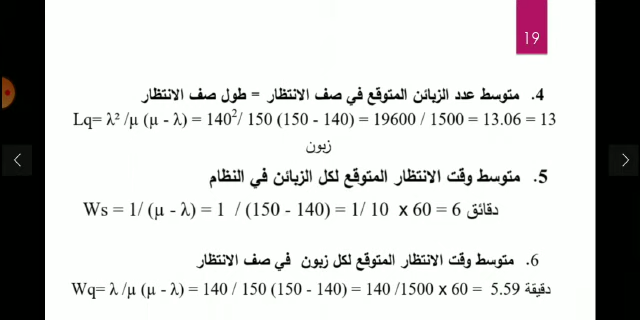 19
4. متوسط عدد الزبائن المتوقع في صف الانتظار = طول صف الانتظار
Lq= λ² /μ (μ - λ) = 140²/ 150 (150 - 140) = 19600 / 1500 = 13.06 = 13
زبون
5. متوسط وقت الانتظار المتوقع لكل الزبائن في النظام
Ws = 1/ (μ - λ) = 1 / (150 - 140) = 1/ 10 x 60 = 6 دقائق
6. متوسط وقت الانتظار المتوقع لكل زبون في صف الانتظار
Wq= λ /μ (μ - λ) = 140 / 150 (150 - 140) = 140 /1500 x 60 = 5.59 دقيقة